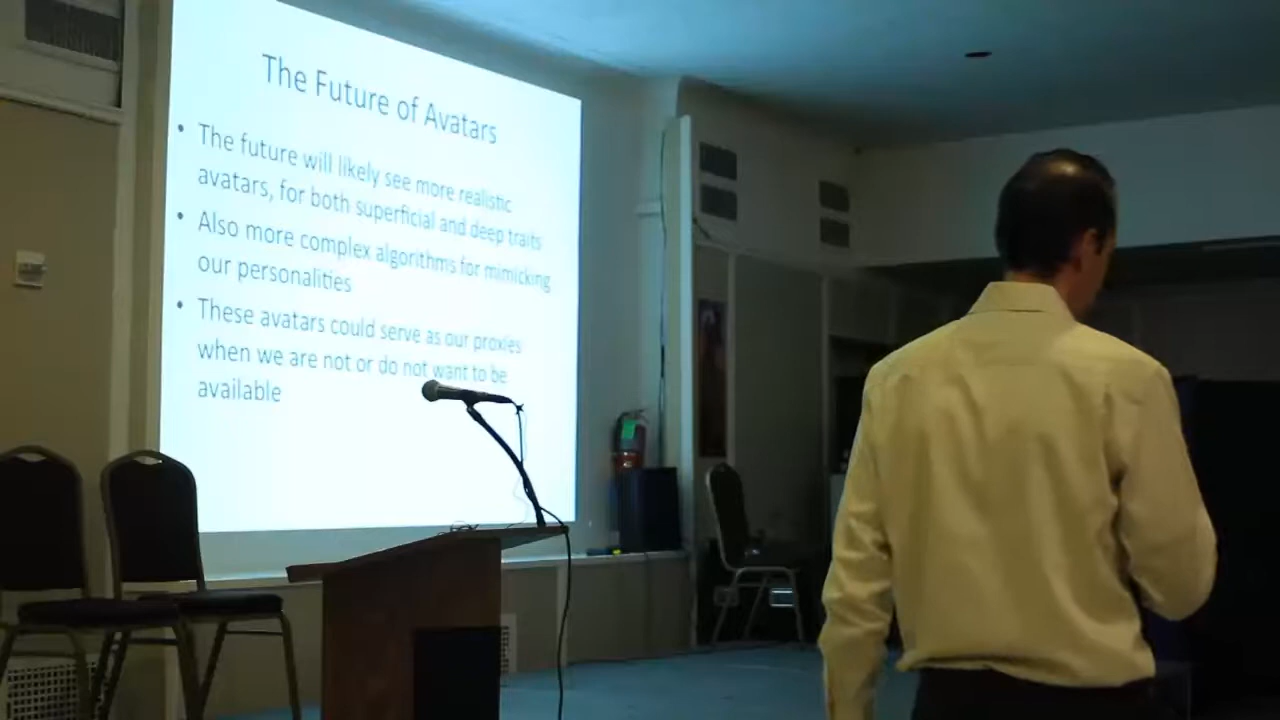 The Future of Avatars
• The future will likely see more realistic
avatars, for both superficial and deep traits
• Also more complex algorithms for mimicking
our personalities
• These avatars could serve as our proxies
when we are not or do not want to be
available